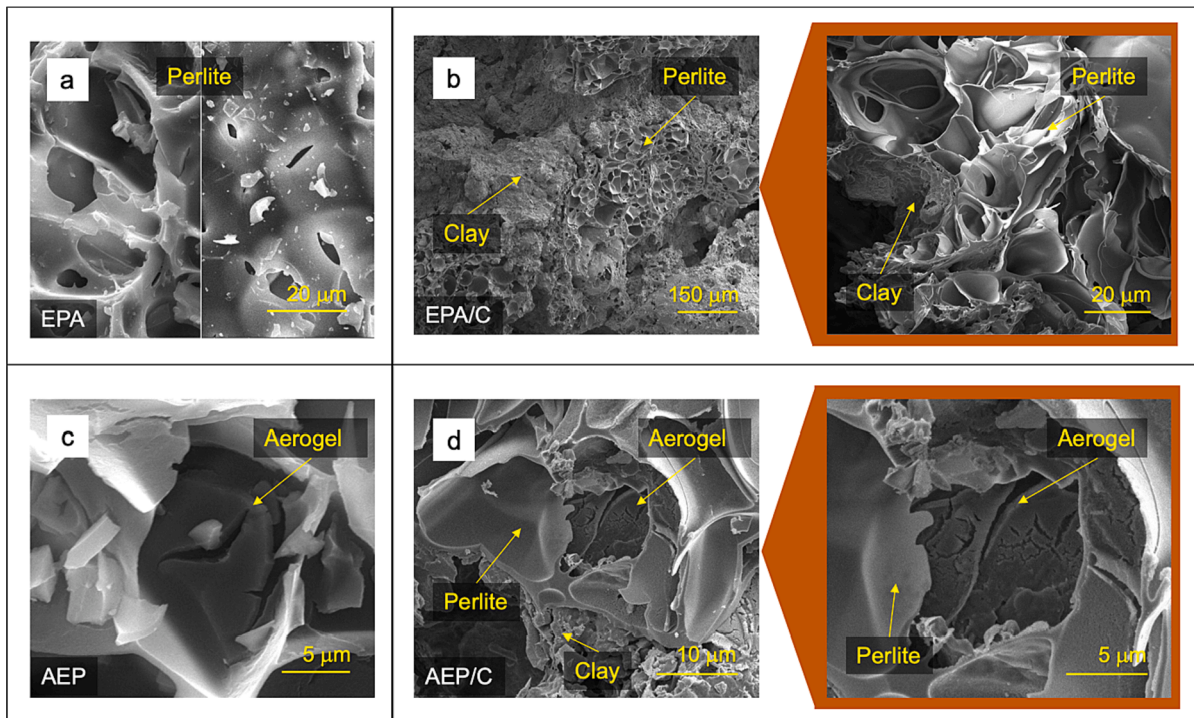 a
Perlite
20 μm
EPA
b
Perlite
Clay
150 μm
EPA/C
Perlite
Clay
20 μm
c
Aerogel
5 μm
AEP
d
Aerogel
Perlite
Clay
10 μm
AEP/C
Aerogel
Perlite
5 μm